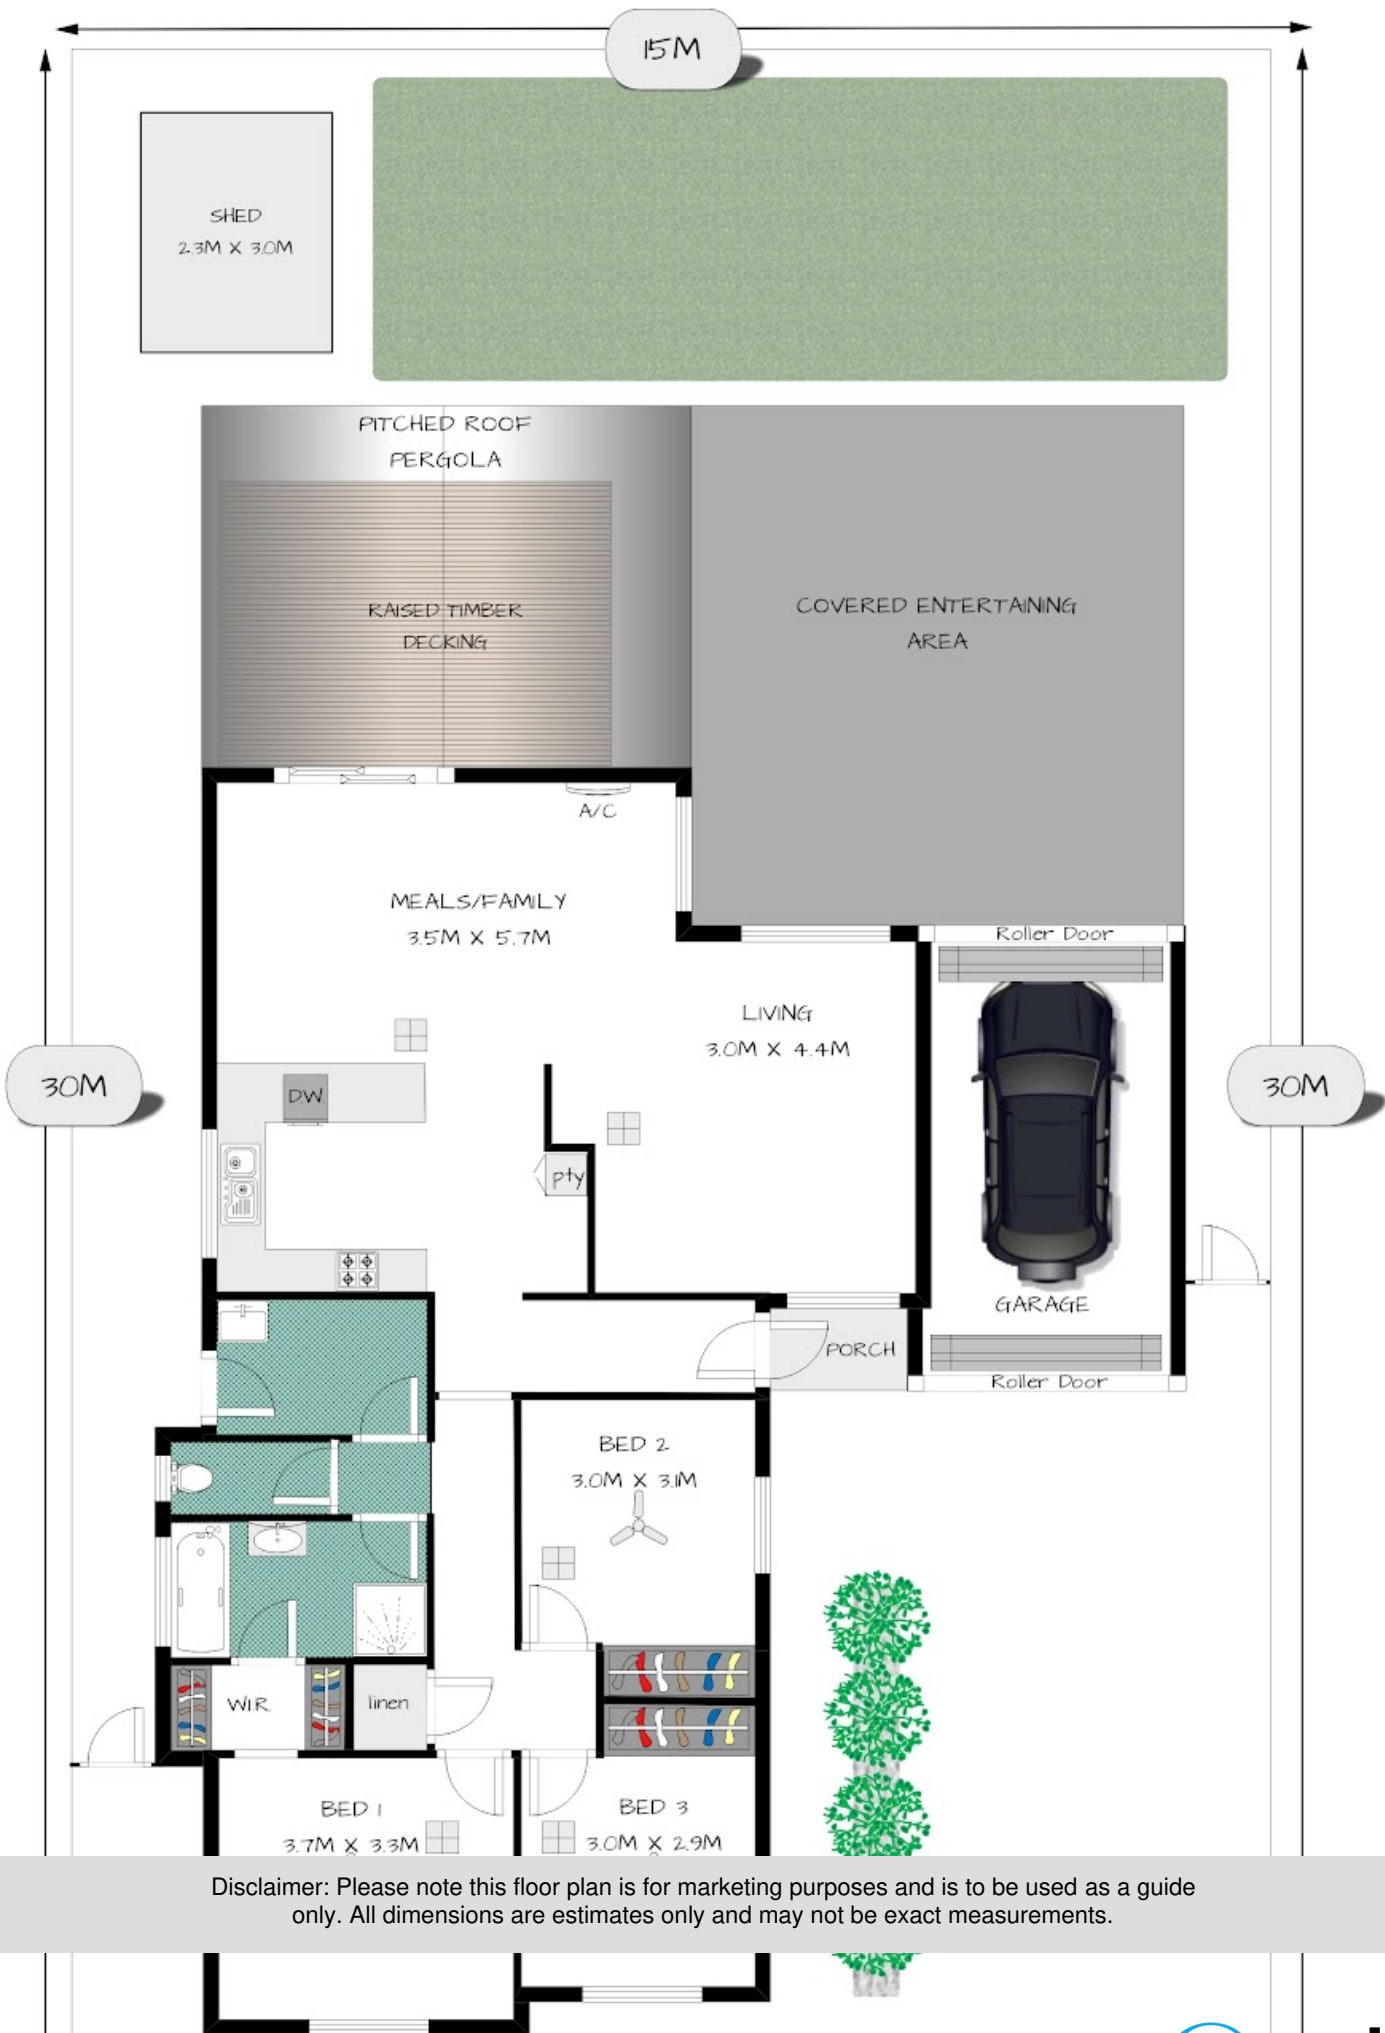 15M
SHED
2.3M X 3.0M
PITCHED ROOF
PERGOLA
RAISED TIMBER
DECKING
COVERED ENTERTAINING
AREA
A/C
MEALS/FAMILY
3.5M X 5.7M
Roller Door
LIVING
3.0M X 4.4M
30M
D.W.
30M
pty
GARAGE
PORCH
Roller Door
BED 2
3.0M X 3.1M
W.I.R.
linen
BED 1
3.7M X 3.3M
BED 3
3.0M X 2.9M
Disclaimer: Please note this floor plan is for marketing purposes and is to be used as a guide
only. All dimensions are estimates only and may not be exact measurements.